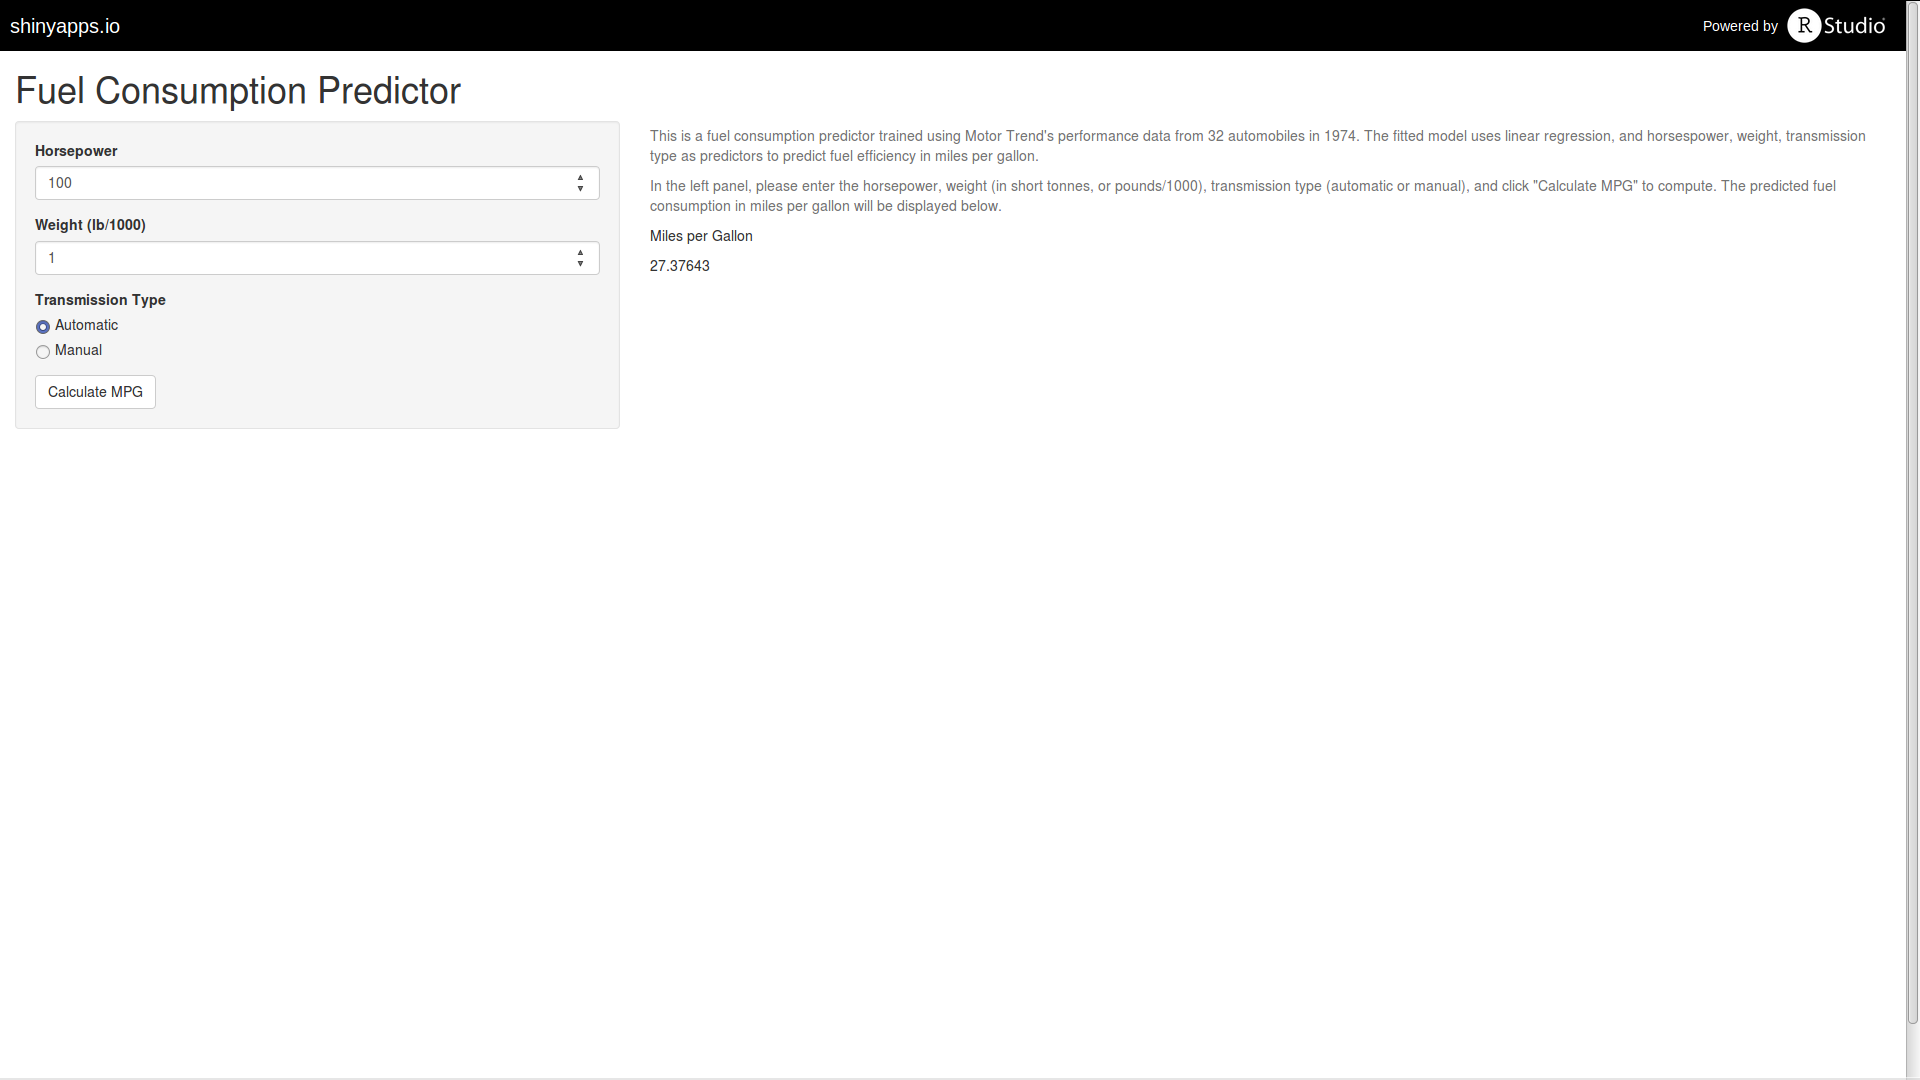 shinyapps.io
Powered by R Studio
Fuel Consumption Predictor
Horsepower
100
Weight (lb/1000)
1
Transmission Type
Automatic
Manual
Calculate MPG
This is a fuel consumption predictor trained using Motor Trend's performance data from 32 automobiles in 1974. The fitted model uses linear regression, and horsespower, weight, transmission
type as predictors to predict fuel efficiency in miles per gallon.
In the left panel, please enter the horsepower, weight (in short tonnes, or pounds/1000), transmission type (automatic or manual), and click "Calculate MPG" to compute. The predicted fuel
consumption in miles per gallon will be displayed below.
Miles per Gallon
27.37643